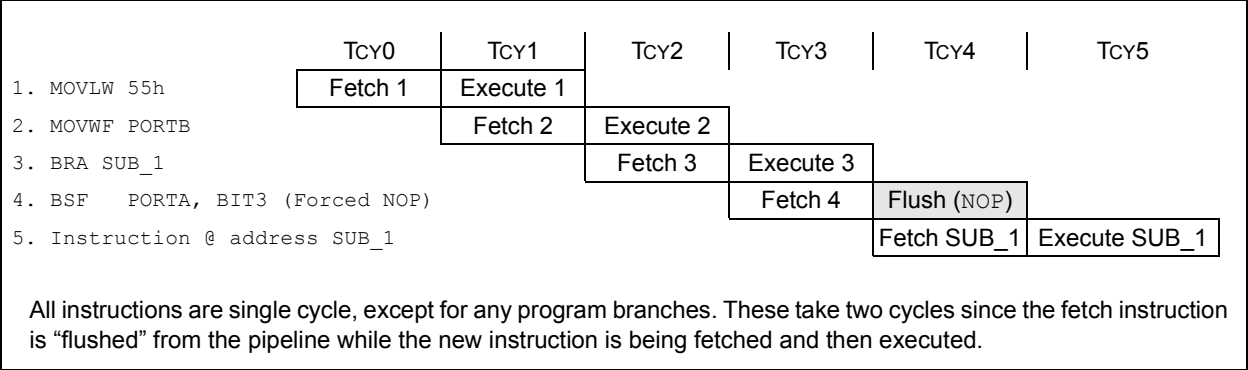 TCY0 TCY1 TCY2 TCY3 TCY4 TCY5
1. MOVLW 55h Fetch 1 Execute 1
2. MOVWF PORTB Fetch 2 Execute 2
3. BRA SUB_1 Fetch 3 Execute 3
4. BSF PORTA, BIT3 (Forced NOP) Fetch 4 Flush (NOP)
5. Instruction @ address SUB_1 Fetch SUB_1 Execute SUB_1
All instructions are single cycle, except for any program branches. These take two cycles since the fetch instruction
is “flushed” from the pipeline while the new instruction is being fetched and then executed.